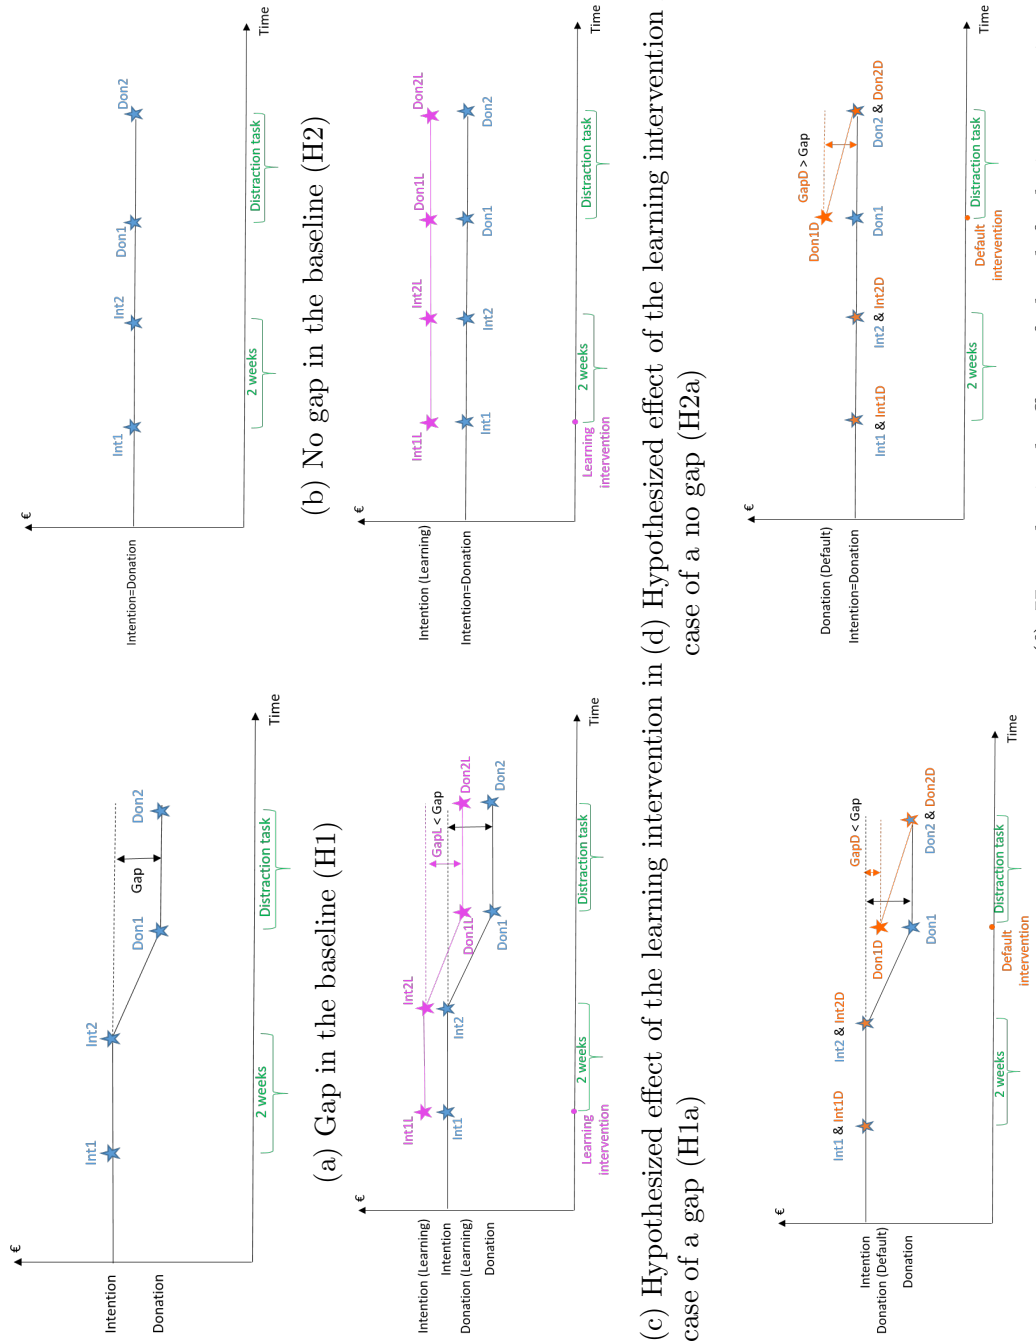 €
Intention
Donation
Int1
Int2
Don1
Don2
Gap
2 weeks
Distraction task
Time
(a) Gap in the baseline (H1)
€
Intention=Donation
Int1
Int2
Don1
Don2
2 weeks
Distraction task
Time
(b) No gap in the baseline (H2)
€
Intention (Learning)
Intention
Donation (Learning)
Donation
Int1L
Int2L
Int1
Int2
GapL < Gap
Don1L
Don2L
Don1
Don2
Learning
intervention
2 weeks
Distraction task
Time
(c) Hypothesized effect of the learning intervention in
case of a gap (H1a)
€
Intention (Learning)
Intention=Donation
Int1L
Int2L
Don1L
Don2L
Int1
Int2
Don1
Don2
Learning
intervention
2 weeks
Distraction task
Time
(d) Hypothesized effect of the learning intervention
case of a no gap (H2a)
€
Intention
Donation (Default)
Donation
Int1 & Int1D
Int2 & Int2D
GapD < Gap
Don1D
Don1
Don2 & Don2D
2 weeks
Default
intervention
Distraction task
Time
€
Donation (Default)
Intention=Donation
GapD > Gap
Don1D
Int1 & Int1D
Int2 & Int2D
Don1
Don2 & Don2D
2 weeks
Default
intervention
Distraction task
Time